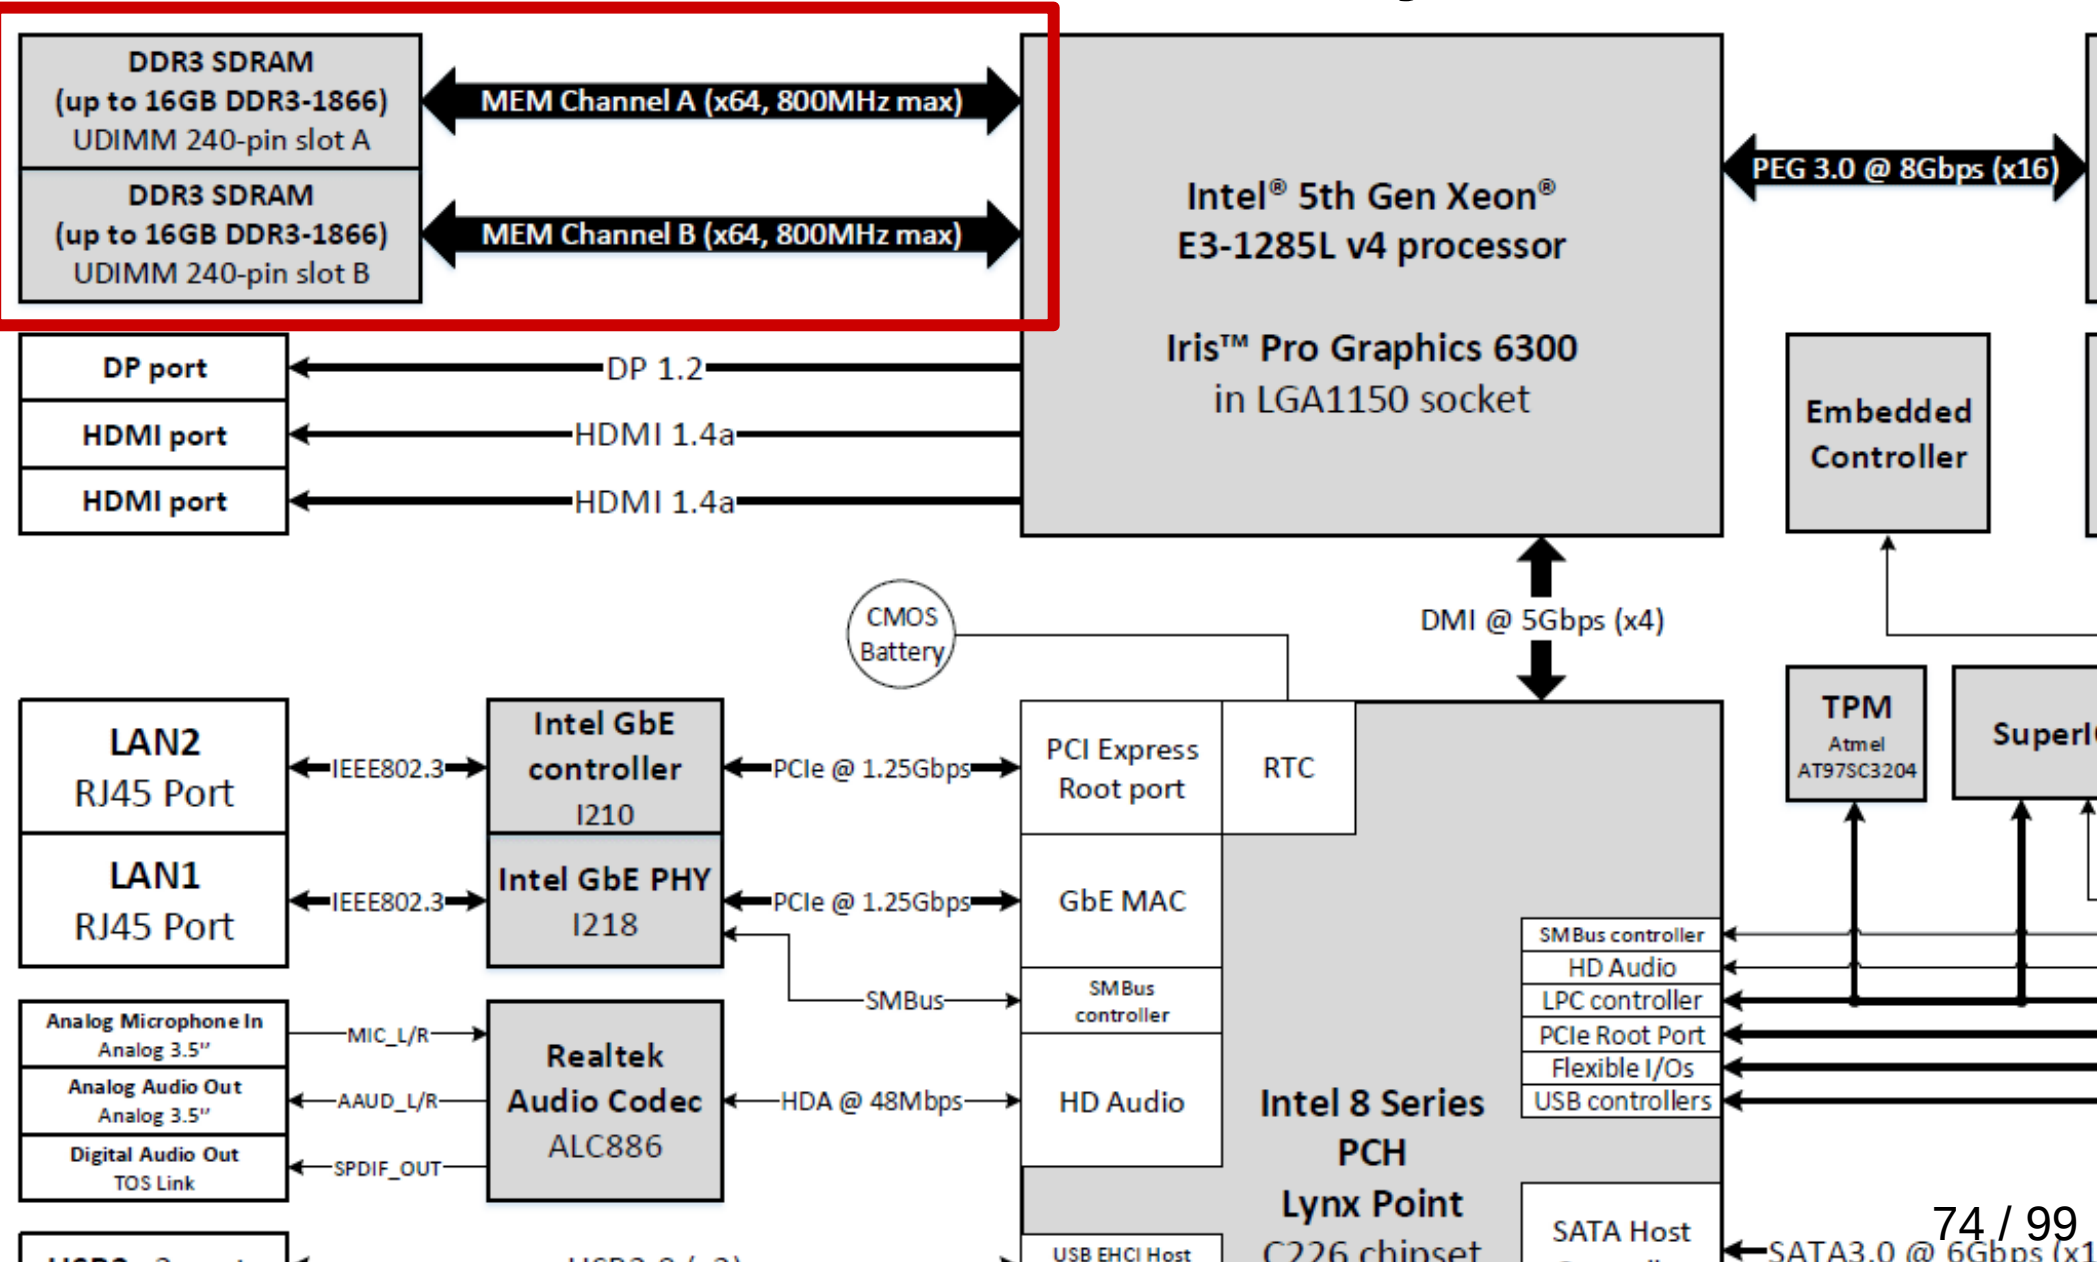 DDR3 SDRAM
(up to 16GB DDR3-1866)
UDIMM 240-pin slot A
MEM Channel A (x64, 800MHz max)
DDR3 SDRAM
(up to 16GB DDR3-1866)
UDIMM 240-pin slot B
MEM Channel B (x64, 800MHz max)
Intel® 5th Gen Xeon®
E3-1285L v4 processor
Iris™ Pro Graphics 6300
in LGA1150 socket
PEG 3.0 @ 8Gbps (x16)
DP port
DP 1.2
HDMI port
HDMI 1.4a
HDMI port
HDMI 1.4a
Embedded
Controller
CMOS
Battery
DMI @ 5Gbps (x4)
LAN2
RJ45 Port
IEEE802.3
Intel GbE
controller
I210
PCIe @ 1.25Gbps
PCI Express
Root port
RTC
TPM
Atmel
AT97SC3204
LAN1
RJ45 Port
IEEE802.3
Intel GbE PHY
I218
PCIe @ 1.25Gbps
GbE MAC
SMBus
SMBus
controller
SMBus controller
HD Audio
LPC controller
PCIe Root Port
Flexible I/Os
USB controllers
Analog Microphone In
Analog 3.5"
MIC_L/R
Analog Audio Out
Analog 3.5"
AAUD_L/R
Digital Audio Out
TOS Link
SPDIF_OUT
Realtek
Audio Codec
ALC886
HDA @ 48Mbps
HD Audio
Intel 8 Series
PCH
Lynx Point
C226 chipset
USB EHCI Host
SATA Host
SATA3.0 @ 6Gbps
74 / 99